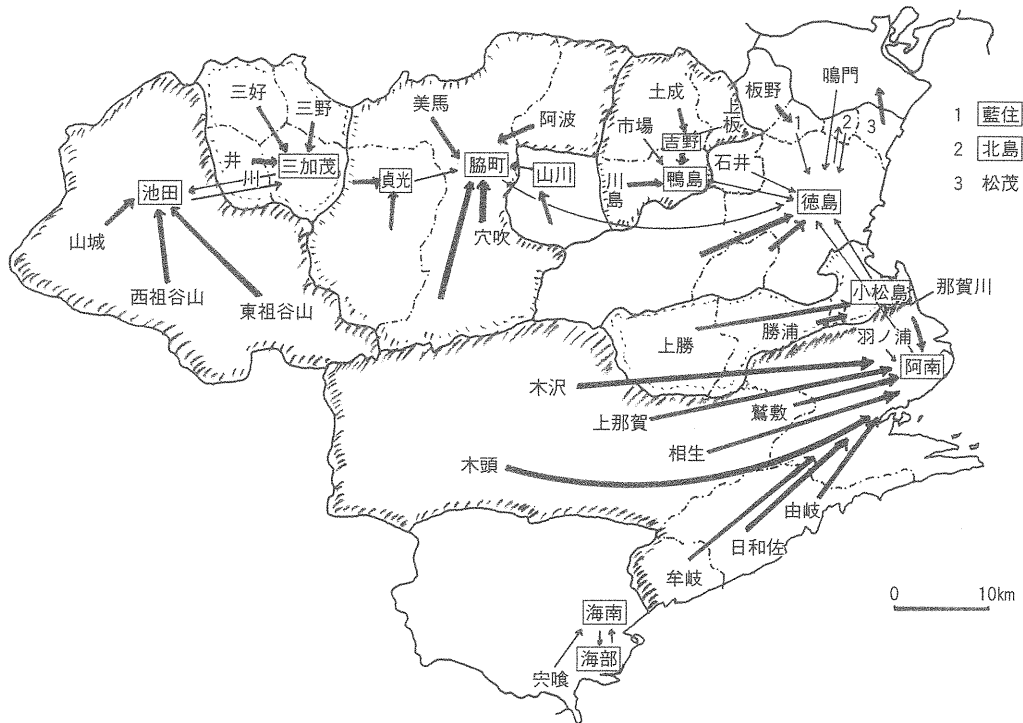 三好
三野
美馬
阿波
土成
市場
上板
板野
鳴門
1
2
3
1 藍住
2 北島
3 松茂
井川
三加茂
池田
山城
西祖谷山
東祖谷山
貞光
脇町
穴吹
山川
川島
吉野
鴨島
石井
徳島
小松島
那賀川
羽浦
阿南
上勝
勝浦
木沢
上那賀
鷲敷
相生
木頭
由岐
日和佐
牟岐
海南
海部
宍喰
0 10km